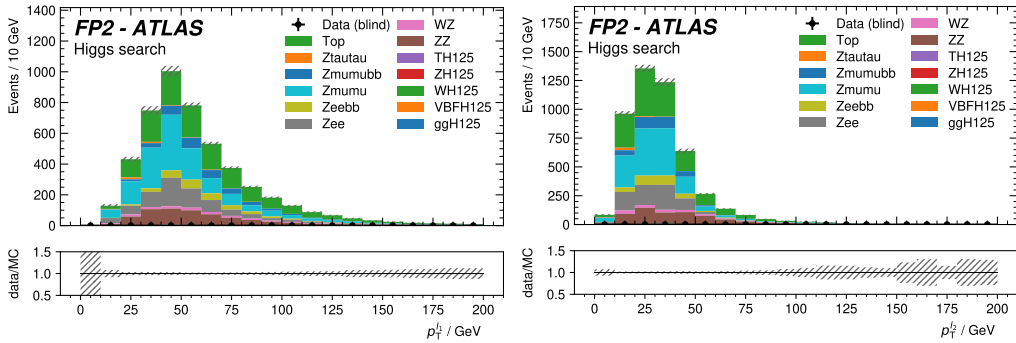 FP2 - ATLAS
Higgs search
Data (blind)
Top
Ztautau
Zmumubb
Zmumu
Zeebb
Zee
WZ
ZZ
TH125
ZH125
WH125
VBFH125
ggH125
Events / 10 GeV
1400
1200
1000
800
600
400
200
0
data/MC
1.5
1.0
0.5
0 25 50 75 100 125 150 175 200
p_T^{l_1} / GeV
FP2 - ATLAS
Higgs search
Data (blind)
Top
Ztautau
Zmumubb
Zmumu
Zeebb
Zee
WZ
ZZ
TH125
ZH125
WH125
VBFH125
ggH125
Events / 10 GeV
1750
1500
1250
1000
750
500
250
0
data/MC
1.5
1.0
0.5
0 25 50 75 100 125 150 175 200
p_T^{l_2} / GeV